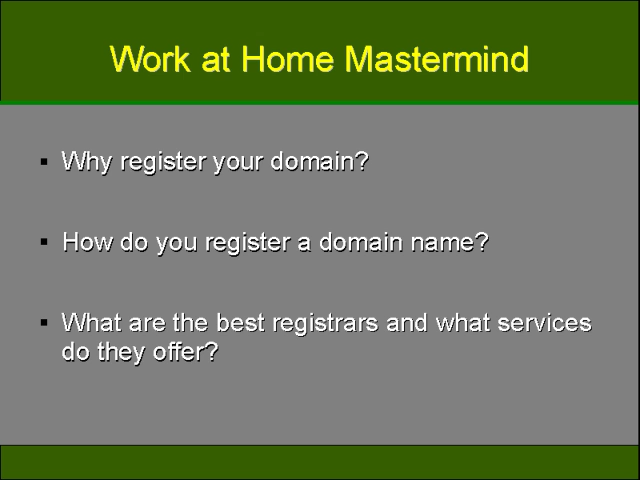 Work at Home Mastermind
▪ Why register your domain?
▪ How do you register a domain name?
▪ What are the best registrars and what services
do they offer?